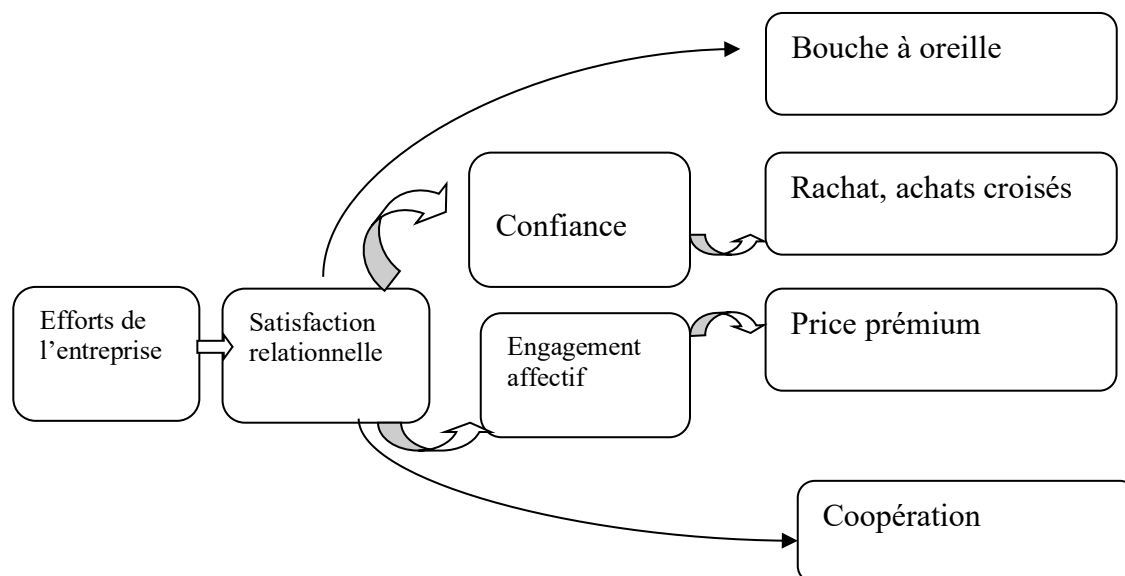 Bouche à oreille
Rachat, achats croisés
Confiance
Efforts de
l’entreprise
Satisfaction
relationnelle
Engagement
affectif
Price prémium
Coopération